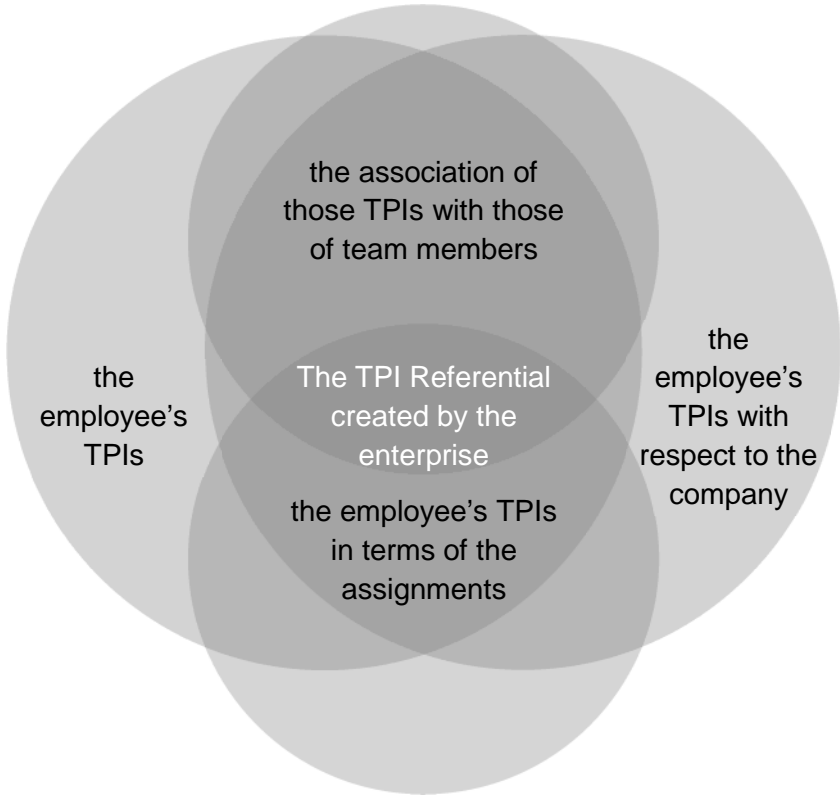 the association of
those TPIs with those
of team members
the
employee's
TPIs
The TPI Referential
created by the
enterprise
the
employee's
TPIs with
respect to the
company
the employee's TPIs
in terms of the
assignments